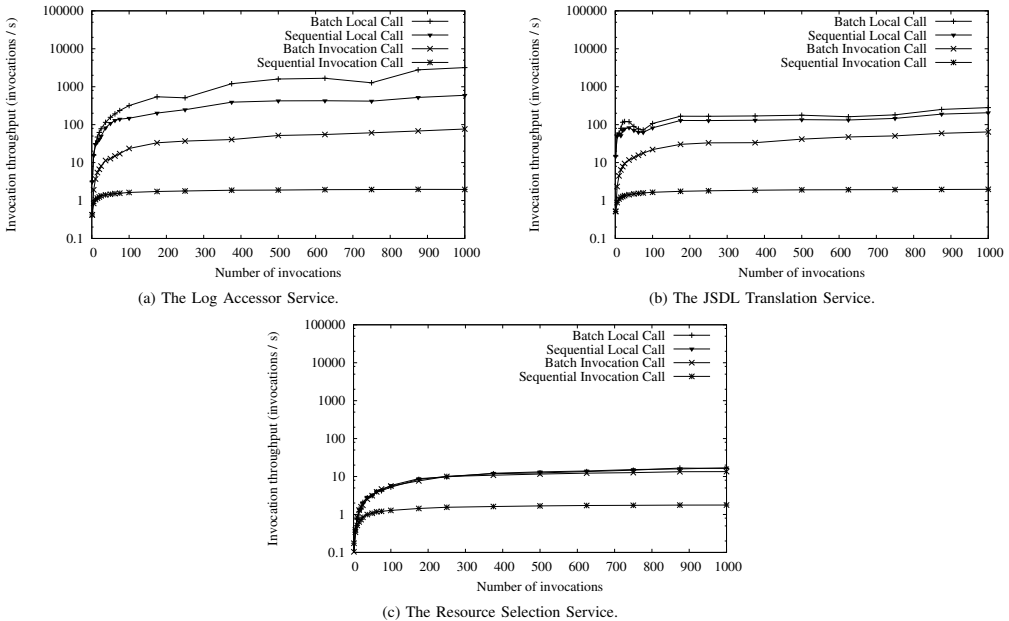 Invocation throughput (invocations / s)
100000
10000
1000
100
10
1
0.1
Batch Local Call
Sequential Local Call
Batch Invocation Call
Sequential Invocation Call
0 100 200 300 400 500 600 700 800 900 1000
Number of invocations
(a) The Log Accessor Service.
Invocation throughput (invocations / s)
100000
10000
1000
100
10
1
0.1
Batch Local Call
Sequential Local Call
Batch Invocation Call
Sequential Invocation Call
0 100 200 300 400 500 600 700 800 900 1000
Number of invocations
(b) The JSDL Translation Service.
Invocation throughput (invocations / s)
100000
10000
1000
100
10
1
0.1
Batch Local Call
Sequential Local Call
Batch Invocation Call
Sequential Invocation Call
0 100 200 300 400 500 600 700 800 900 1000
Number of invocations
(c) The Resource Selection Service.